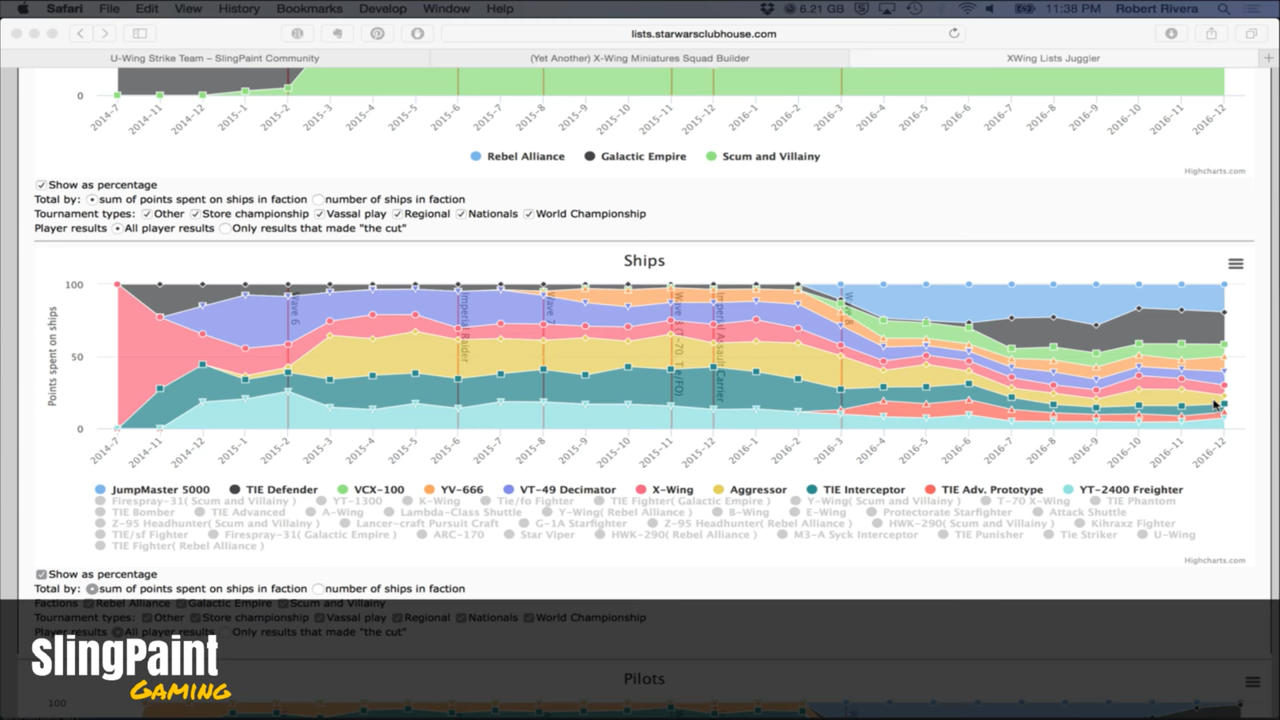 Safari File Edit View History Bookmarks Develop Window Help 6.21 GB 11:38 PM Robert Rivera
lists.starwarsclubhouse.com
U-Wing Strike Team – SlingPaint Community (Yet Another) X-Wing Miniatures Squad Builder XWing Lists Juggler
0
2014-7 2014-11 2014-12 2015-1 2015-2 2015-3 2015-4 2015-5 2015-6 2015-7 2015-8 2015-9 2015-10 2015-11 2015-12 2016-1 2016-2 2016-3 2016-4 2016-5 2016-6 2016-7 2016-8 2016-9 2016-10 2016-11 2016-12
Rebel Alliance Galactic Empire Scum and Villainy
Highcharts.com
Show as percentage
Total by: sum of points spent on ships in faction number of ships in faction
Tournament types: Other Store championship Vassal play Regional Nationals World Championship
Player results All player results Only results that made "the cut"
Ships
Points spent on ships
100
50
0
Wave 6
Imperial Raider
Wave 7
Imperial Assault Carrier
Wave 8
2014-7 2014-11 2014-12 2015-1 2015-2 2015-3 2015-4 2015-5 2015-6 2015-7 2015-8 2015-9 2015-10 2015-11 2015-12 2016-1 2016-2 2016-3 2016-4 2016-5 2016-6 2016-7 2016-8 2016-9 2016-10 2016-11 2016-12
JumpMaster 5000 TIE Defender VCX-100 YV-666 VT-49 Decimator X-Wing Aggressor TIE Interceptor TIE Adv. Prototype YT-2400 Freighter
Firespray-31( Scum and Villainy ) YT-1300 K-Wing Tie/fo Fighter TIE Fighter( Galactic Empire ) Y-Wing( Scum and Villainy ) T-70 X-Wing TIE Phantom
TIE Bomber TIE Advanced A-Wing Lambda-Class Shuttle Y-Wing( Rebel Alliance ) B-Wing E-Wing Protectorate Starfighter Attack Shuttle
Z-95 Headhunter( Scum and Villainy ) Lancer-craft Pursuit Craft G-1A Starfighter Z-95 Headhunter( Rebel Alliance ) HWK-290( Scum and Villainy ) Kihraxz Fighter
TIE/sf Fighter Firespray-31( Galactic Empire ) ARC-170 Star Viper HWK-290( Rebel Alliance ) M3-A Syck Interceptor TIE Punisher Tie Striker U-Wing
TIE Fighter( Rebel Alliance )
Highcharts.com
Show as percentage
Total by: sum of points spent on ships in faction number of ships in faction
Factions Rebel Alliance Galactic Empire Scum and Villainy
Tournament types: Other Store championship Vassal play Regional Nationals World Championship
Player results All player results Only results that made "the cut"
SlingPaint
GAMING
Pilots
100